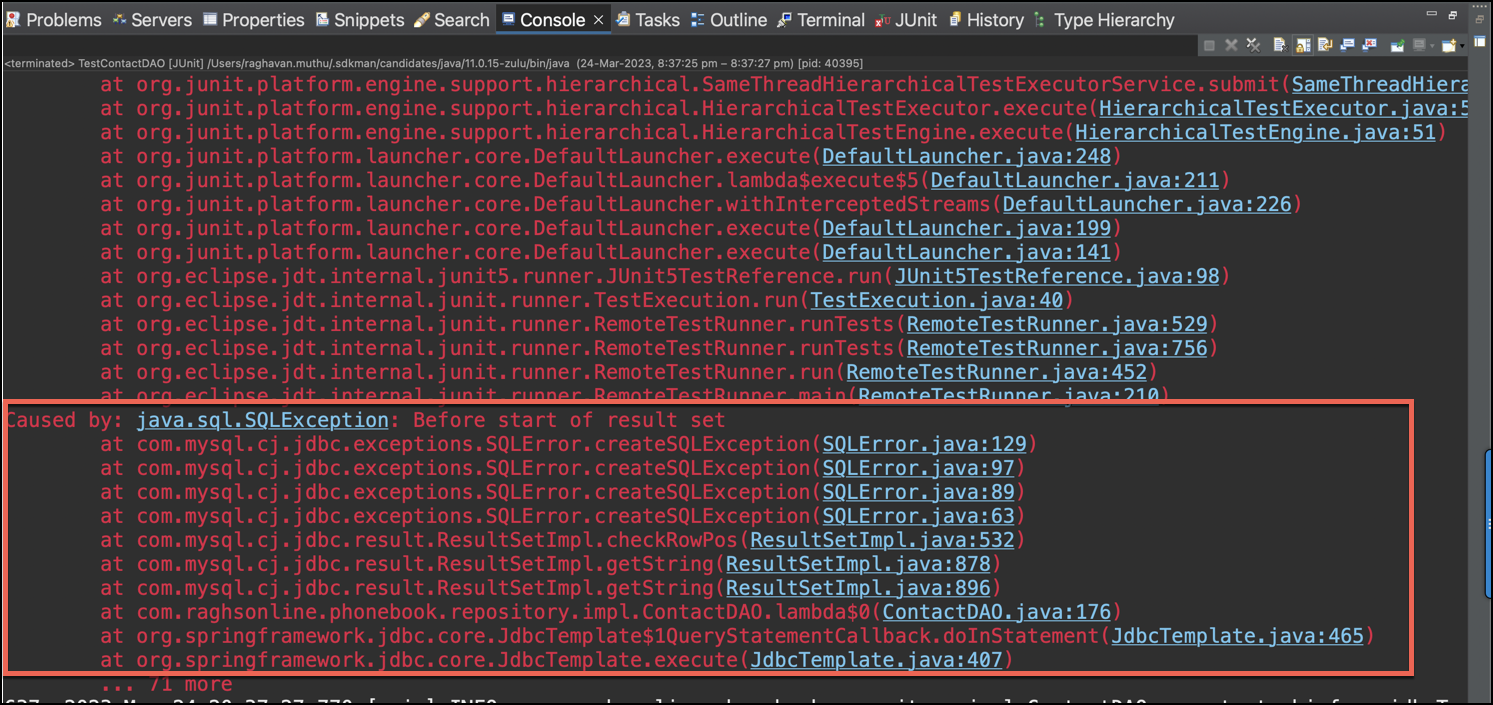 Problems Servers Properties Snippets Search Console Tasks Outline Terminal JUnit History Type Hierarchy
<terminated> TestContactDAO [JUnit] /Users/raghavan.muthu/.sdkman/candidates/java/11.0.15-zulu/bin/java (24-Mar-2023, 8:37:25 pm – 8:37:27 pm) [pid: 40395]
at org.junit.platform.engine.support.hierarchical.SameThreadHierarchicalTestExecutorService.submit(SameThreadHiera
at org.junit.platform.engine.support.hierarchical.HierarchicalTestExecutor.execute(HierarchicalTestExecutor.java:5
at org.junit.platform.engine.support.hierarchical.HierarchicalTestEngine.execute(HierarchicalTestEngine.java:51)
at org.junit.platform.launcher.core.DefaultLauncher.execute(DefaultLauncher.java:248)
at org.junit.platform.launcher.core.DefaultLauncher.lambda$execute$5(DefaultLauncher.java:211)
at org.junit.platform.launcher.core.DefaultLauncher.withInterceptedStreams(DefaultLauncher.java:226)
at org.junit.platform.launcher.core.DefaultLauncher.execute(DefaultLauncher.java:199)
at org.junit.platform.launcher.core.DefaultLauncher.execute(DefaultLauncher.java:141)
at org.eclipse.jdt.internal.junit5.runner.JUnit5TestReference.run(JUnit5TestReference.java:98)
at org.eclipse.jdt.internal.junit.runner.TestExecution.run(TestExecution.java:40)
at org.eclipse.jdt.internal.junit.runner.RemoteTestRunner.runTests(RemoteTestRunner.java:529)
at org.eclipse.jdt.internal.junit.runner.RemoteTestRunner.runTests(RemoteTestRunner.java:756)
at org.eclipse.jdt.internal.junit.runner.RemoteTestRunner.run(RemoteTestRunner.java:452)
at org.eclipse.jdt.internal.junit.runner.RemoteTestRunner.main(RemoteTestRunner.java:210)
Caused by: java.sql.SQLException: Before start of result set
at com.mysql.cj.jdbc.exceptions.SQLError.createSQLException(SQLError.java:129)
at com.mysql.cj.jdbc.exceptions.SQLError.createSQLException(SQLError.java:97)
at com.mysql.cj.jdbc.exceptions.SQLError.createSQLException(SQLError.java:89)
at com.mysql.cj.jdbc.exceptions.SQLError.createSQLException(SQLError.java:63)
at com.mysql.cj.jdbc.result.ResultSetImpl.checkRowPos(ResultSetImpl.java:532)
at com.mysql.cj.jdbc.result.ResultSetImpl.getString(ResultSetImpl.java:878)
at com.mysql.cj.jdbc.result.ResultSetImpl.getString(ResultSetImpl.java:896)
at com.raghsonline.phonebook.repository.impl.ContactDAO.lambda$0(ContactDAO.java:176)
at org.springframework.jdbc.core.JdbcTemplate$1QueryStatementCallback.doInStatement(JdbcTemplate.java:465)
at org.springframework.jdbc.core.JdbcTemplate.execute(JdbcTemplate.java:407)
... 71 more